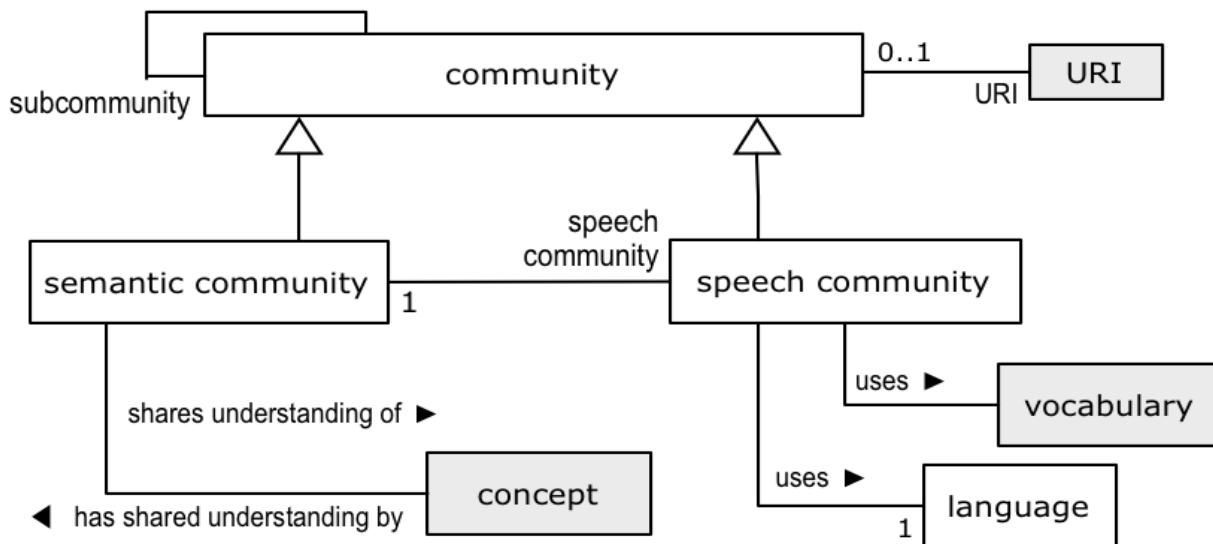 community
0..1
URI
URI
subcommunity
speech
community
semantic community
1
speech community
shares understanding of ►
uses ►
vocabulary
concept
uses ►
language
1
◄ has shared understanding by